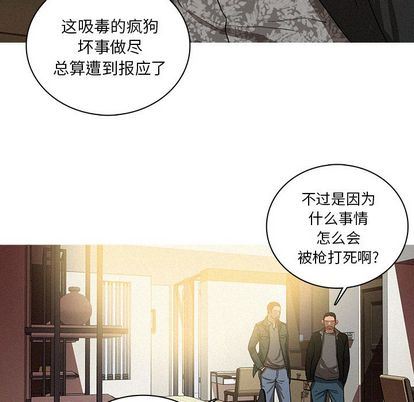 这吸毒的疯狗
坏事做尽
总算遭到报应了
不过是因为
什么事情
怎么会
被枪打死啊?